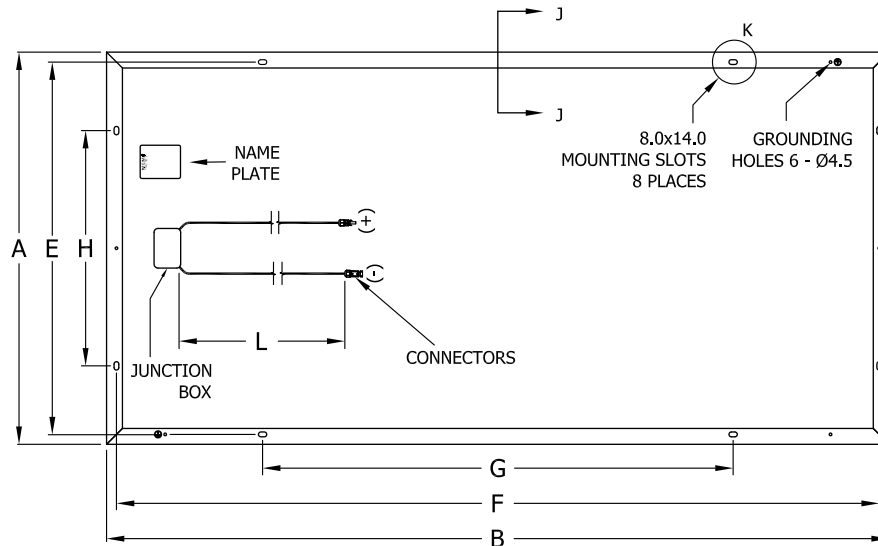 J
K
J
8.0x14.0
MOUNTING SLOTS
8 PLACES
GROUNDING
HOLES 6 - Ø4.5
NAME
PLATE
(+)
(-)
A
E
H
L
CONNECTORS
JUNCTION
BOX
G
F
B